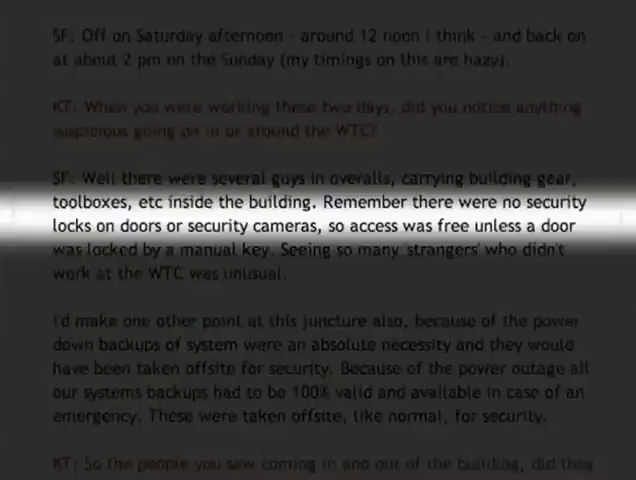 SF: Off on Saturday afternoon - around 12 noon I think - and back on
at about 2 pm on the Sunday (my timings on this are hazy).
KT: When you were working these two days, did you notice anything
suspicious going on in or around the WTC?
SF: Well there were several guys in overalls, carrying building gear,
toolboxes, etc inside the building. Remember there were no security
locks on doors or security cameras, so access was free unless a door
was locked by a manual key. Seeing so many 'strangers' who didn't
work at the WTC was unusual.
I'd make one other point at this juncture also, because of the power
down backups of system were an absolute necessity and they would
have been taken offsite for security. Because of the power outage all
our systems backups had to be 100% valid and available in case of an
emergency. These were taken offsite, like normal, for security.
KT: So the people you saw coming in and out of the building, did they